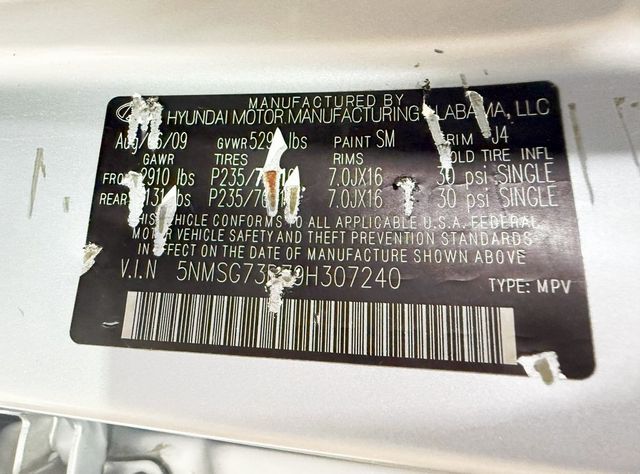 MANUFACTURED BY
HYUNDAI MOTOR MANUFACTURING ALABAMA, LLC
/09 GVWR lbs PAINT SM TRIM J4
GAWR TIRES RIMS COLD TIRE INFL
FRONT 2910 lbs P235/ 7.0JX16 30 psi SINGLE
REAR lbs P235/ 7.0JX16 30 psi SINGLE
THIS VEHICLE CONFORMS TO ALL APPLICABLE U.S.A. FEDERAL
MOTOR VEHICLE SAFETY AND THEFT PREVENTION STANDARDS
IN EFFECT ON THE DATE OF MANUFACTURE SHOWN ABOVE
V.I.N
TYPE: MPV